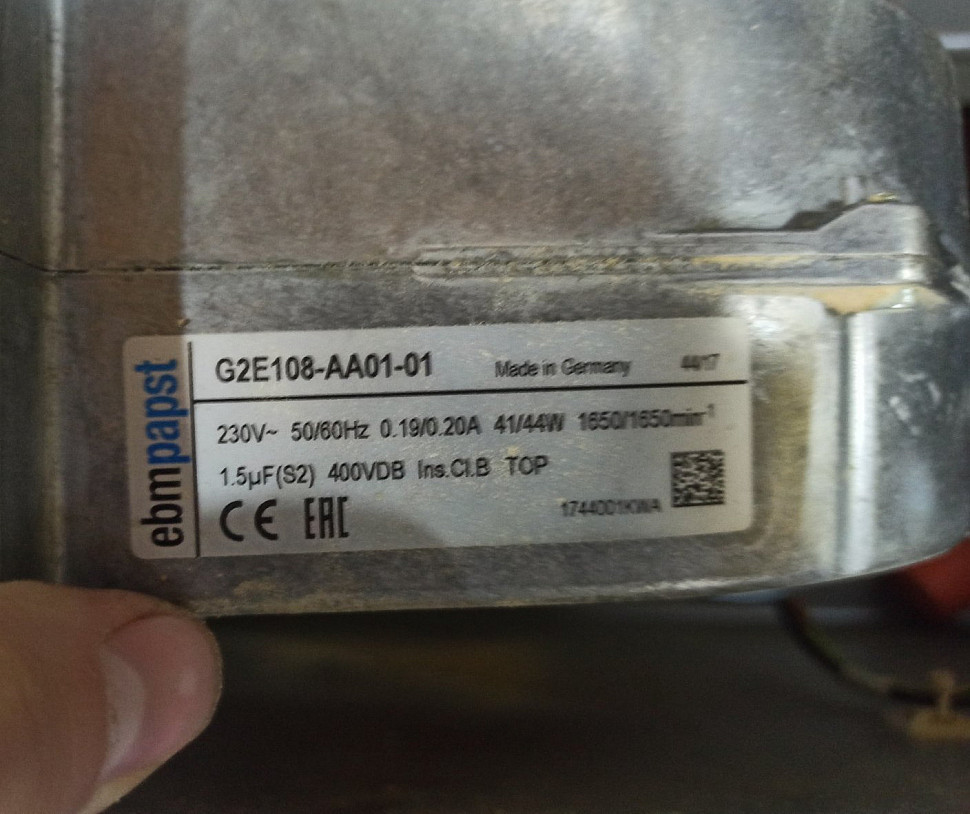 ebmpapst
G2E108-AA01-01 Made in Germany 44/17
230V~ 50/60Hz 0.19/0.20A 41/44W 1650/1650min-1
1.5µF(S2) 400VDB Ins.Cl.B TOP
CE EAC 1744001KWA